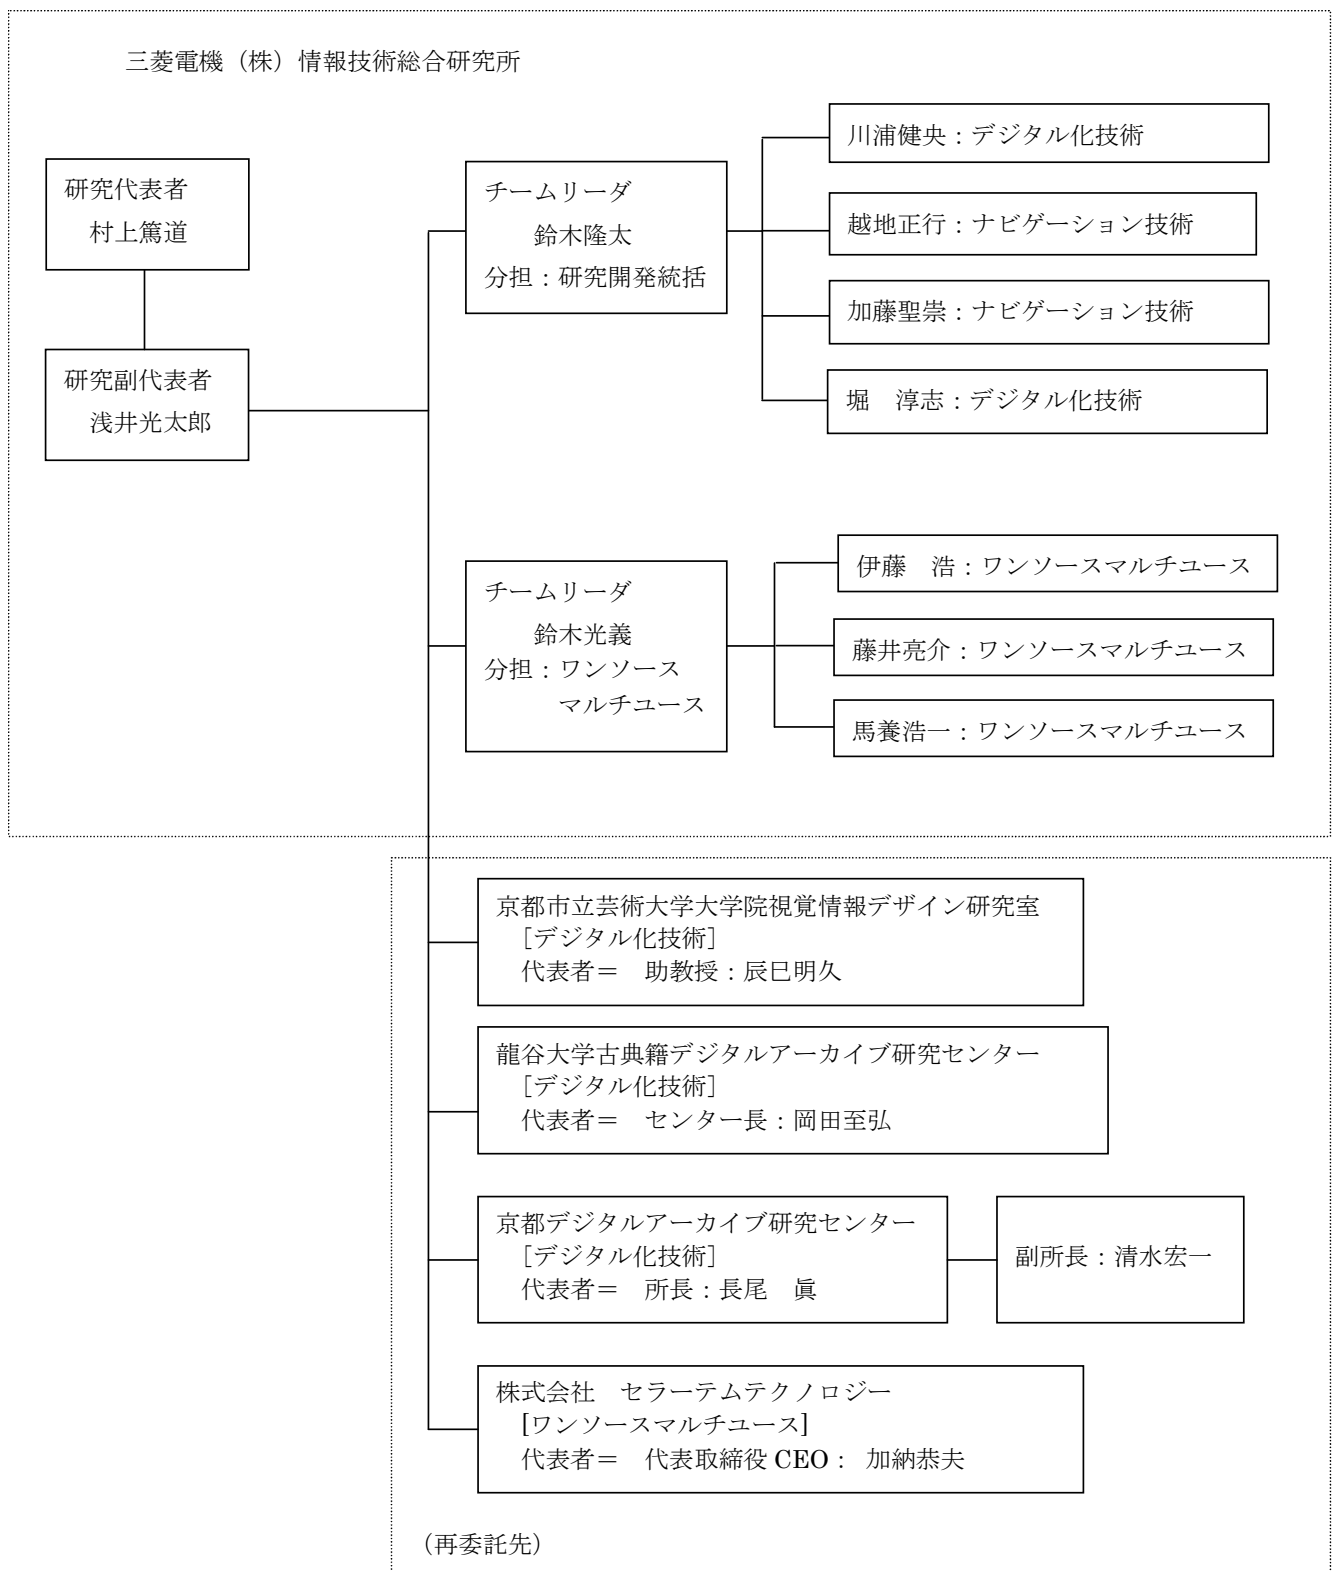 三菱電機（株）情報技術総合研究所
研究代表者
村上篤道
研究副代表者
浅井光太郎
チームリーダ
鈴木隆太
分担：研究開発統括
川浦健央：デジタル化技術
越地正行：ナビゲーション技術
加藤聖崇：ナビゲーション技術
堀　淳志：デジタル化技術
チームリーダ
鈴木光義
分担：ワンソース
マルチユース
伊藤　浩：ワンソースマルチユース
藤井亮介：ワンソースマルチユース
馬養浩一：ワンソースマルチユース
京都市立芸術大学大学院視覚情報デザイン研究室
［デジタル化技術］
代表者＝　助教授：辰巳明久
龍谷大学古典籍デジタルアーカイブ研究センター
［デジタル化技術］
代表者＝　センター長：岡田至弘
京都デジタルアーカイブ研究センター
［デジタル化技術］
代表者＝　所長：長尾　眞
副所長：清水宏一
株式会社　セラーテムテクノロジー
[ワンソースマルチユース]
代表者＝　代表取締役 CEO： 加納恭夫
（再委託先）